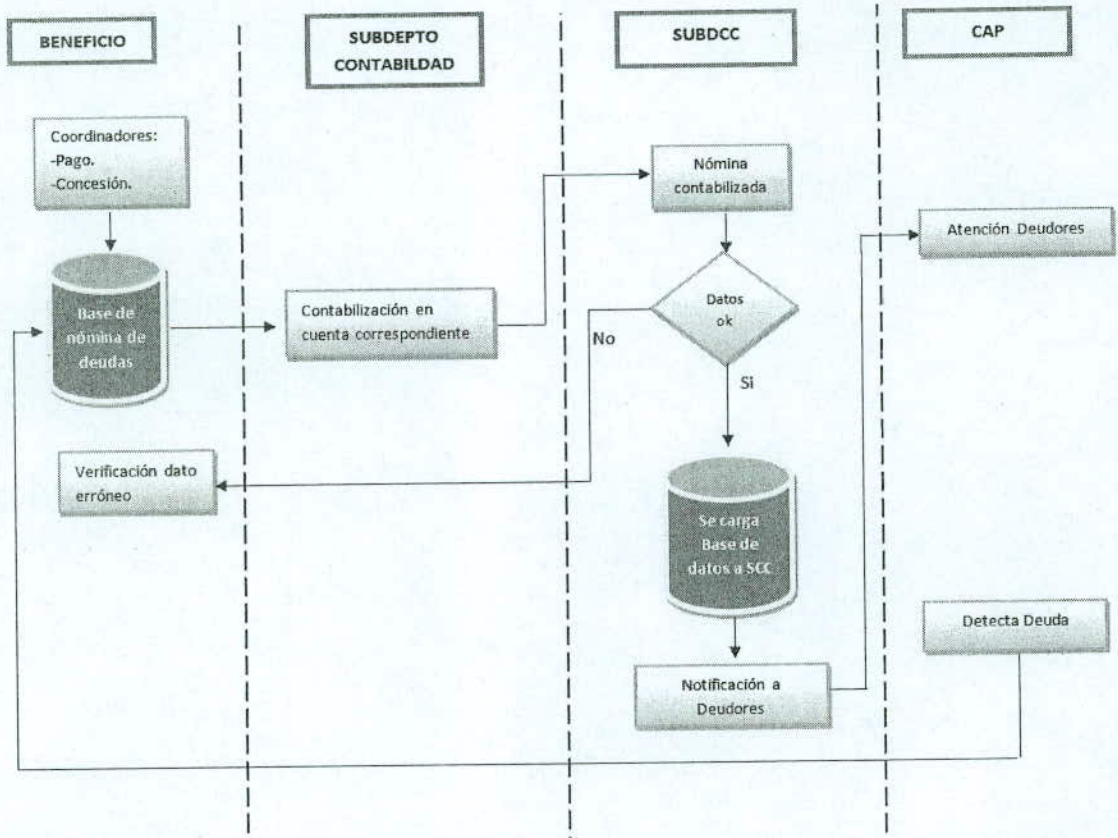 BENEFICIO
SUBDEPTO
CONTABILDAD
SUBDCC
CAP
Coordinadores:
-Pago.
-Concesión.
Base de
nómina de
deudas
Verificación dato
erróneo
Contabilización en
cuenta correspondiente
Nómina
contabilizada
Datos
ok
No
Si
Se carga
Base de
datos a SCC
Notificación a
Deudores
Atención Deudores
Detecta Deuda